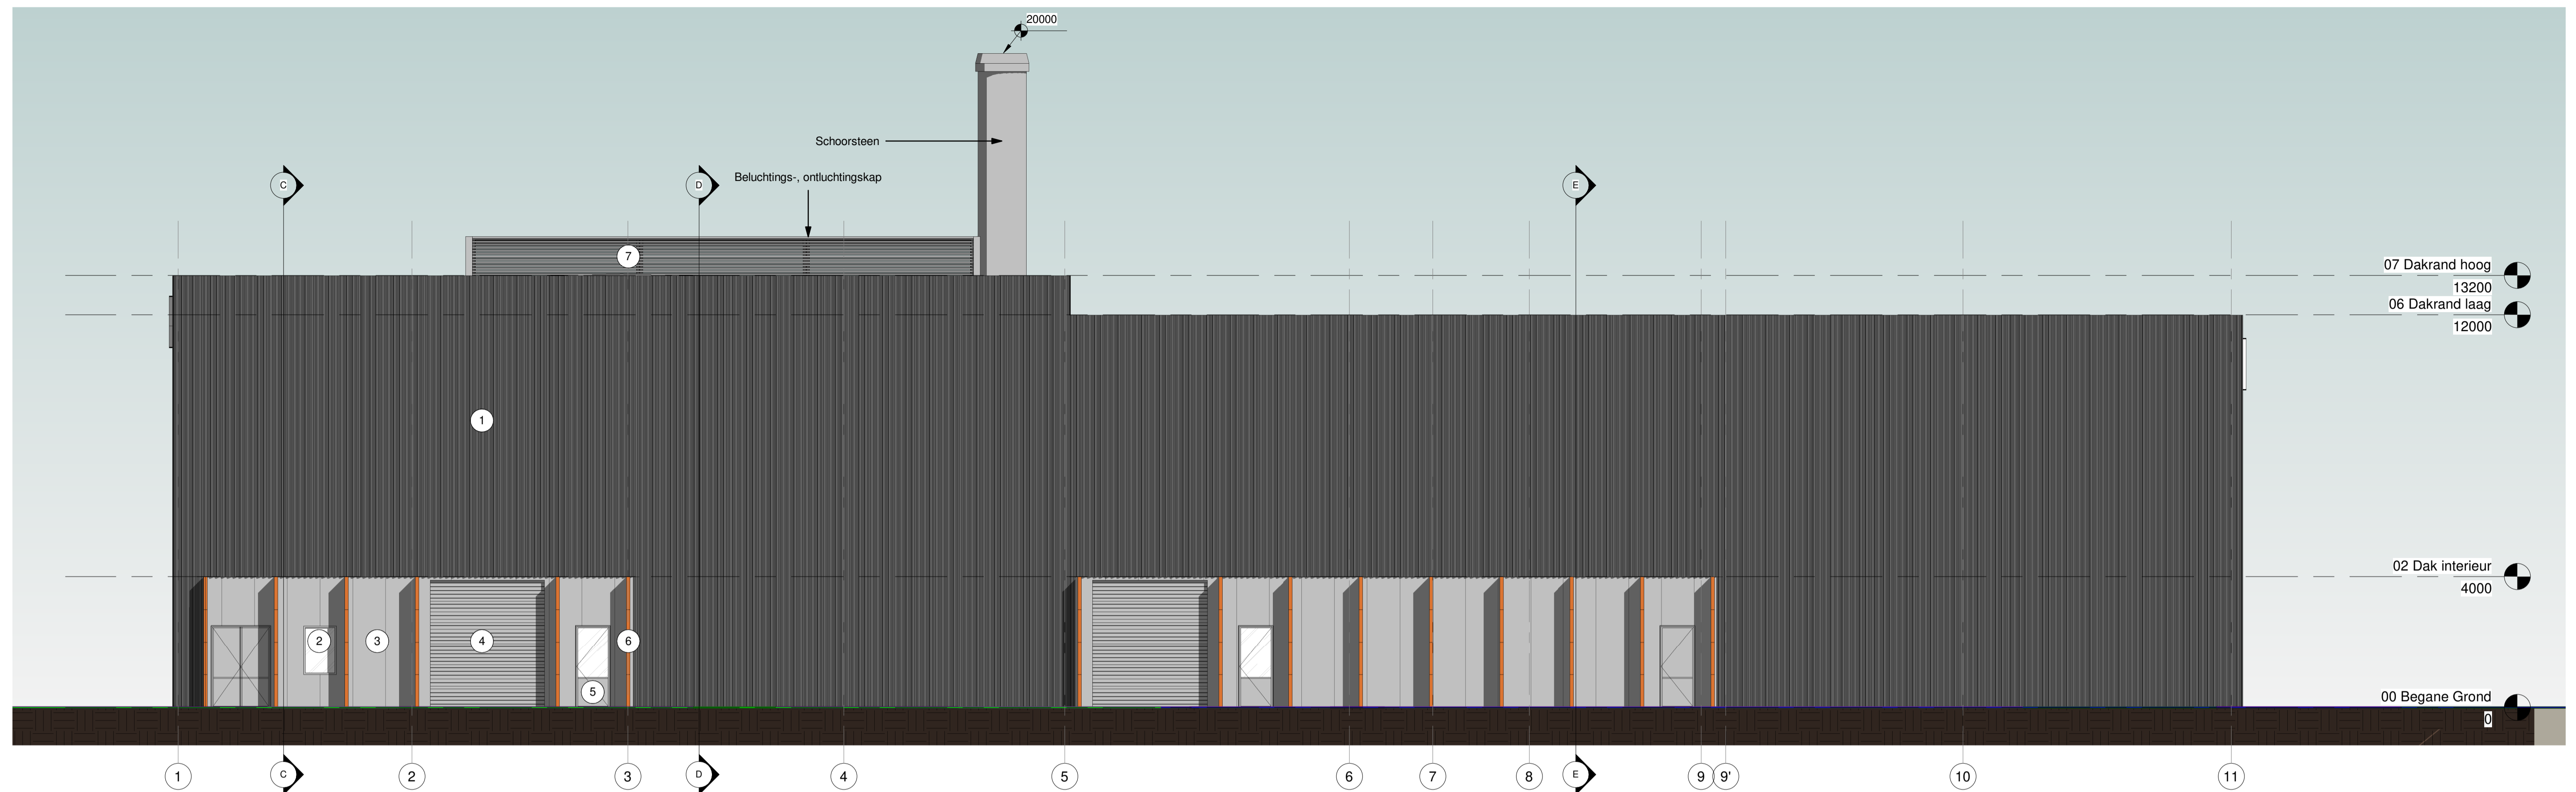 20000
Schoorsteen
Beluchtings-, ontluchtingskap
C
D
E
7
07 Dakrand hoog
13200
06 Dakrand laag
12000
1
02 Dak interieur
4000
2
3
4
6
5
00 Begane Grond
0
1
C
2
3
D
4
5
6
7
8
E
9
9'
10
11